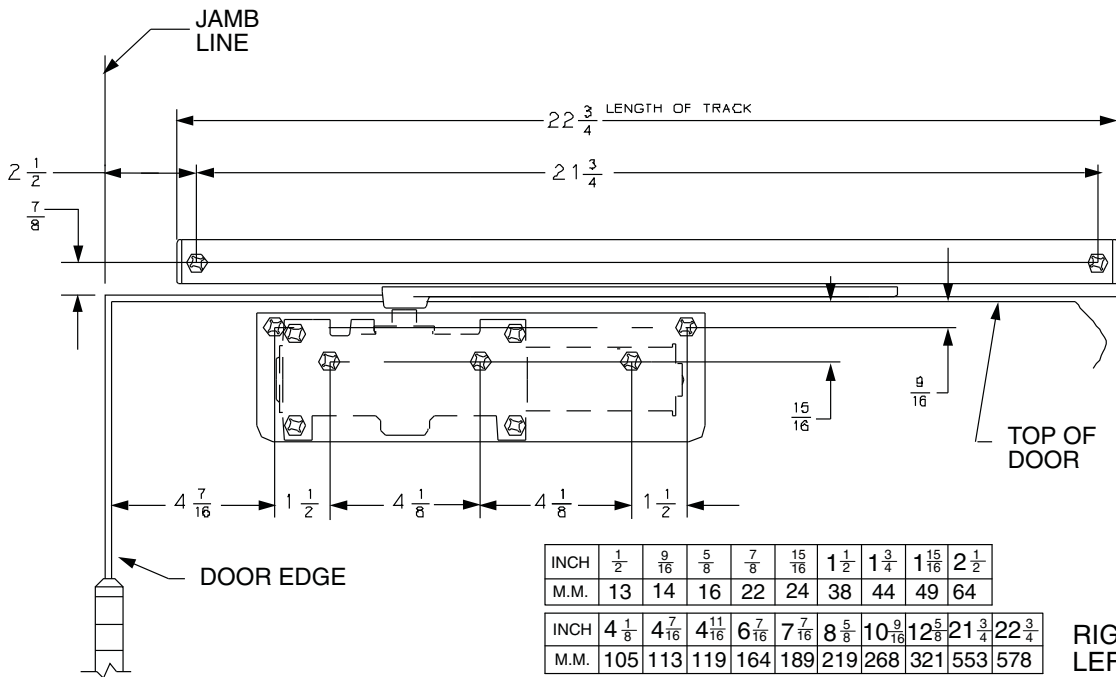 JAMB
LINE
22 3/4 LENGTH OF TRACK
2 1/2
21 3/4
7/8
9/16
15/16
TOP OF
DOOR
4 7/16 1 1/2 4 1/8 4 1/8 1 1/2
DOOR EDGE
INCH 1/2 9/16 5/8 7/8 15/16 1 1/2 1 3/4 1 15/16 2 1/2
M.M. 13 14 16 22 24 38 44 49 64
INCH 4 1/8 4 7/16 4 11/16 6 7/16 7 7/16 8 5/8 10 9/16 12 5/8 21 3/4 22 3/4
M.M. 105 113 119 164 189 219 268 321 553 578
RIG
LEF